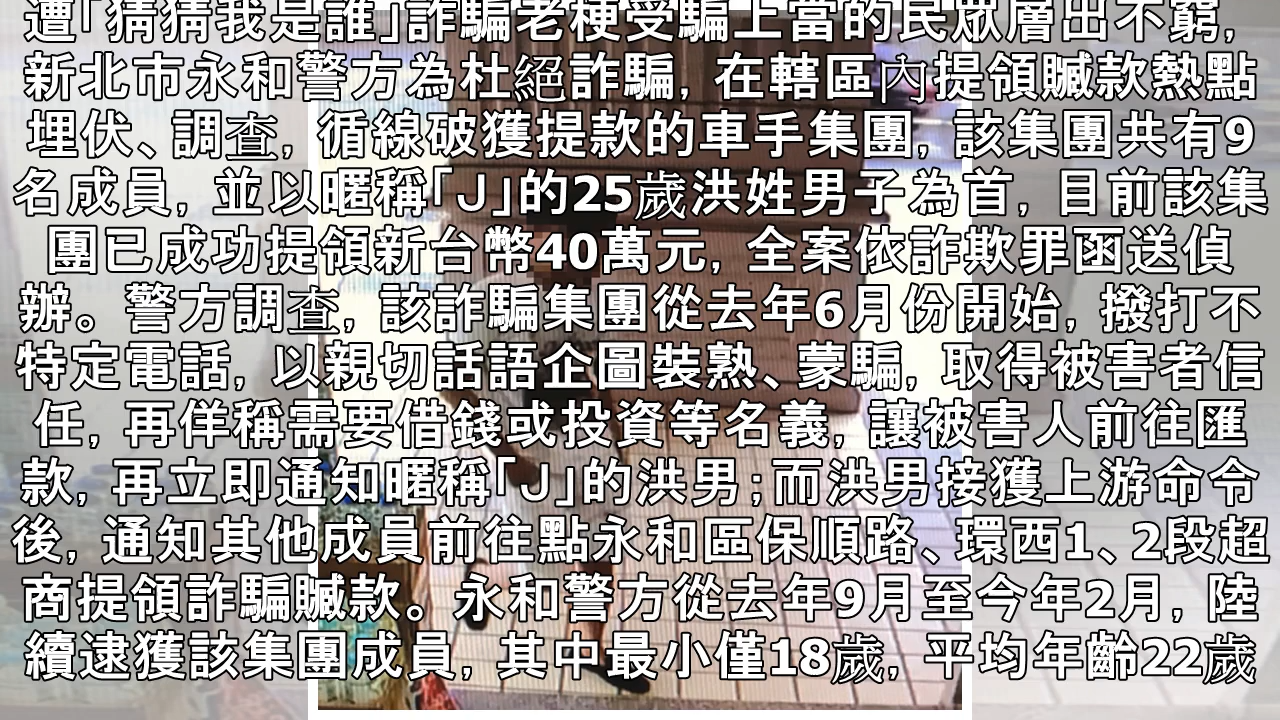 遭「猜猜我是誰」詐騙老梗受騙上當的民眾層出不窮,
新北市永和警方為杜絕詐騙, 在轄區內提領贓款熱點
埋伏、調查, 循線破獲提款的車手集團, 該集團共有9
名成員, 並以暱稱「J」的25歲洪姓男子為首, 目前該集
團已成功提領新台幣40萬元, 全案依詐欺罪函送偵
辦。警方調查, 該詐騙集團從去年6月份開始, 撥打不
特定電話, 以親切話語企圖裝熟、蒙騙, 取得被害者信
任, 再佯稱需要借錢或投資等名義, 讓被害人前往匯
款, 再立即通知暱稱「J」的洪男;而洪男接獲上游命令
後, 通知其他成員前往點永和區保順路、環西1、2段超
商提領詐騙贓款。永和警方從去年9月至今年2月, 陸
續逮獲該集團成員, 其中最小僅18歲, 平均年齡22歲